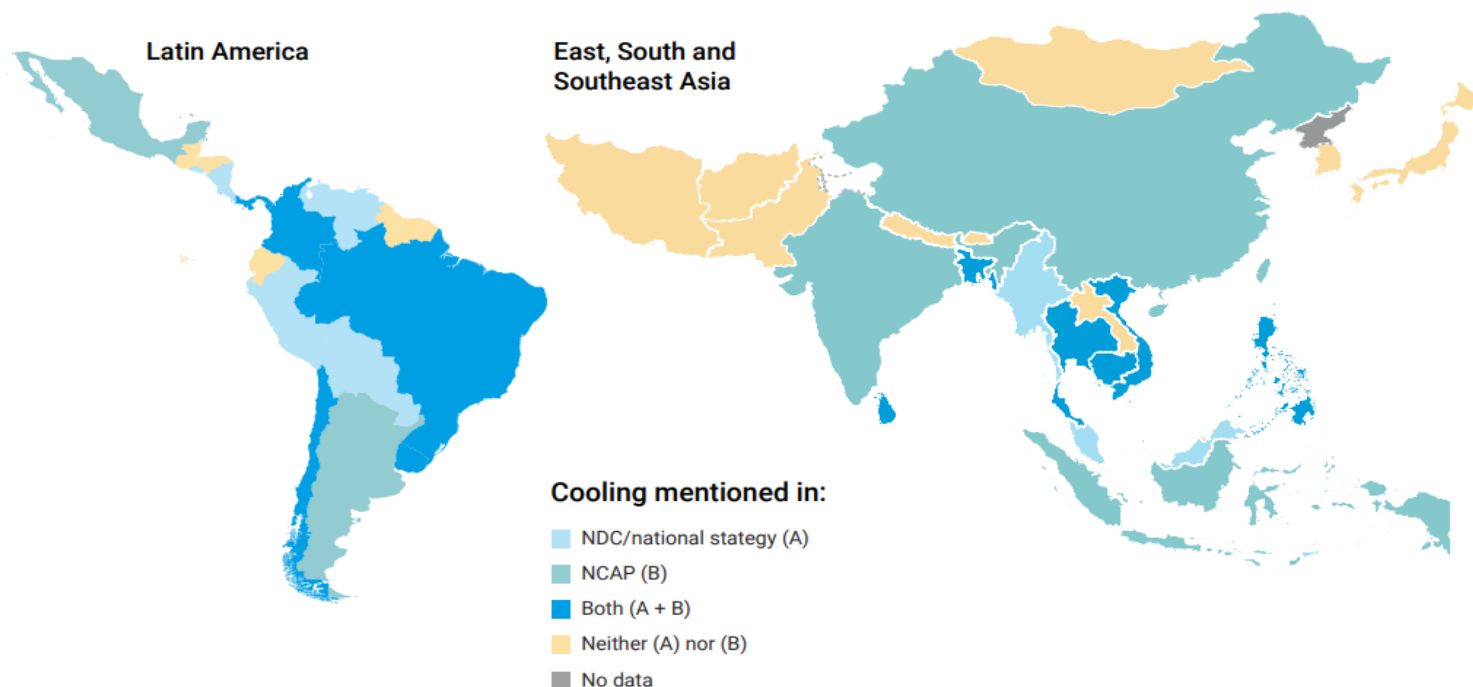 Latin America
East, South and
Southeast Asia
Cooling mentioned in:
NDC/national stategy (A)
NCAP (B)
Both (A + B)
Neither (A) nor (B)
No data